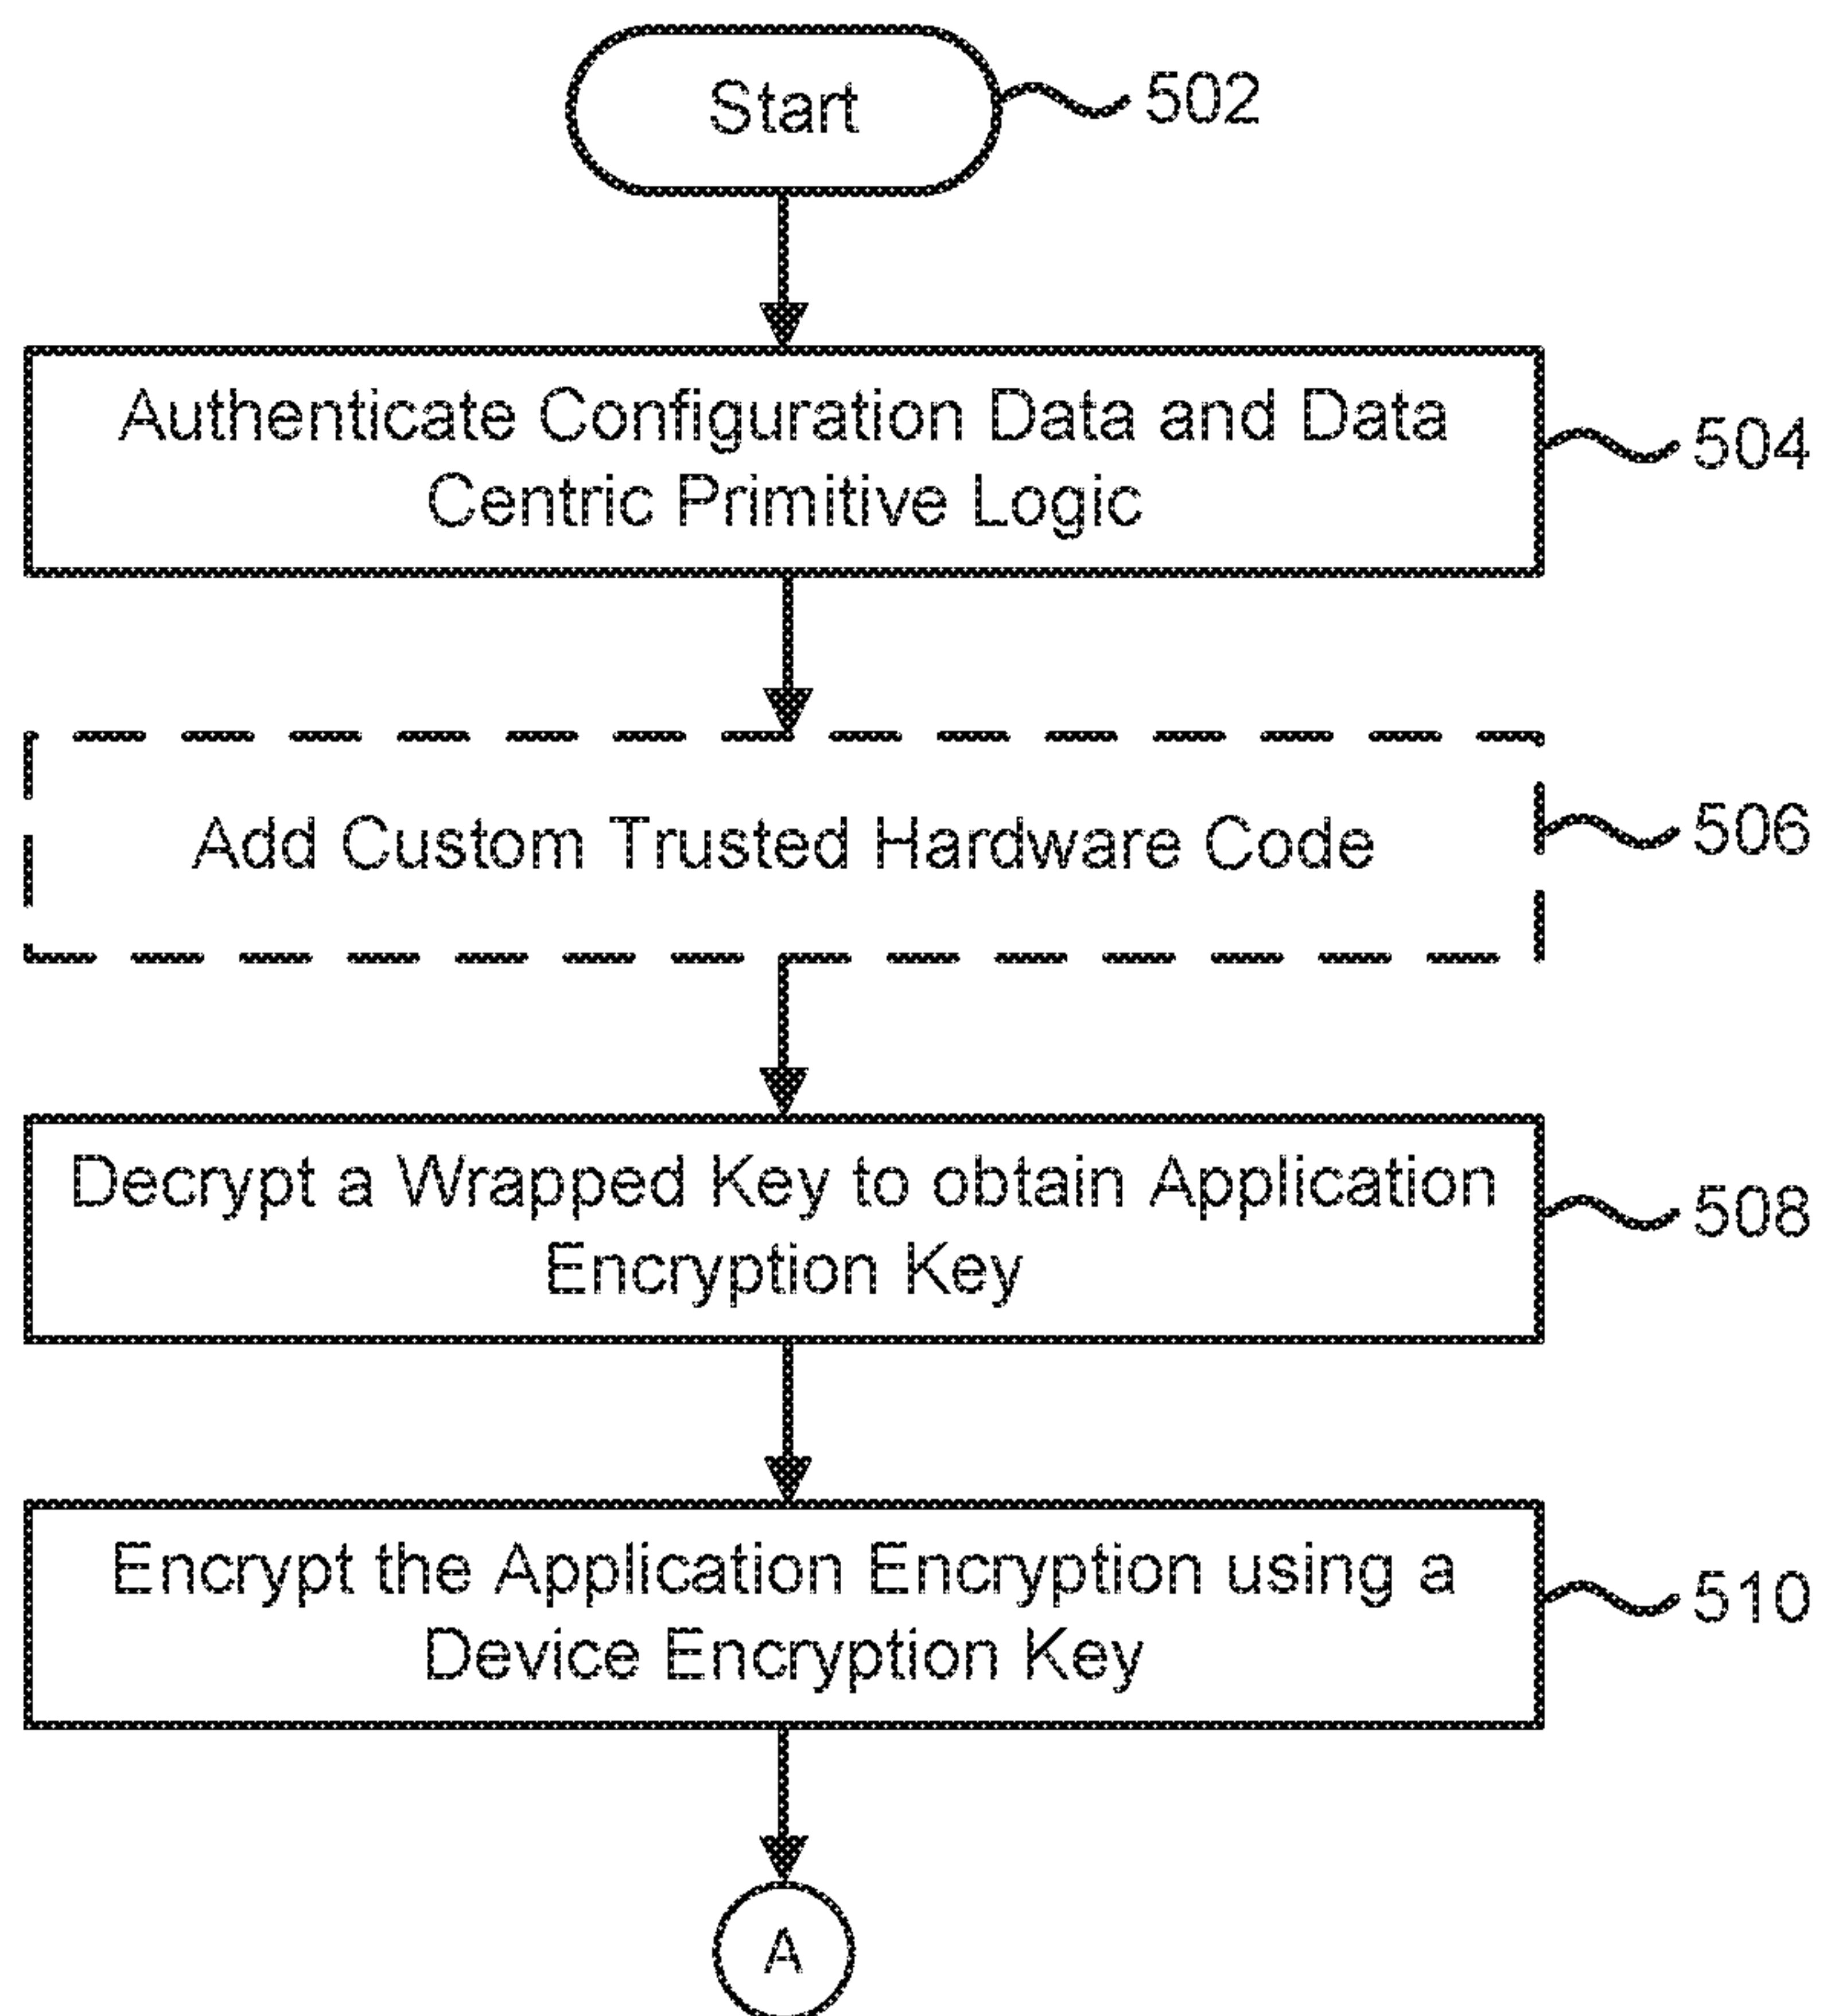 Start
502
Authenticate Configuration Data and Data
Centric Primitive Logic
504
Add Custom Trusted Hardware Code
506
Decrypt a Wrapped Key to obtain Application
Encryption Key
508
Encrypt the Application Encryption using a
Device Encryption Key
510
A